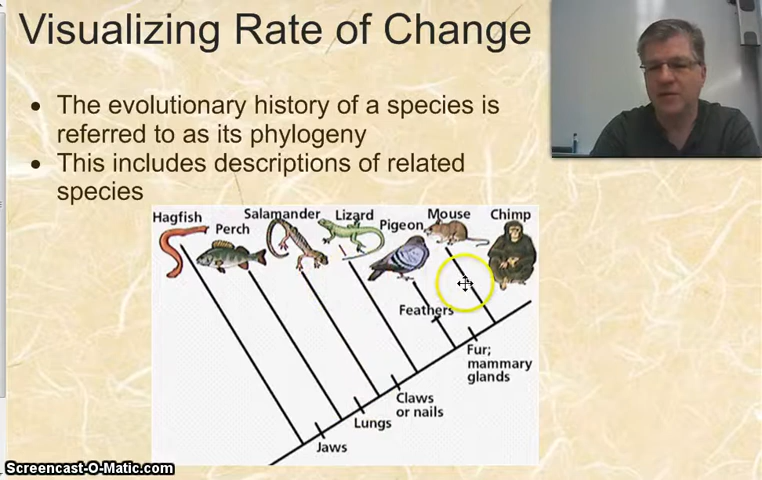 Visualizing Rate of Change
• The evolutionary history of a species is
referred to as its phylogeny
• This includes descriptions of related
species
Hagfish
Perch
Salamander
Lizard
Pigeon
Mouse
Chimp
Feathers
Fur;
mammary
glands
Claws
or nails
Lungs
Jaws
Screencast-O-Matic.com